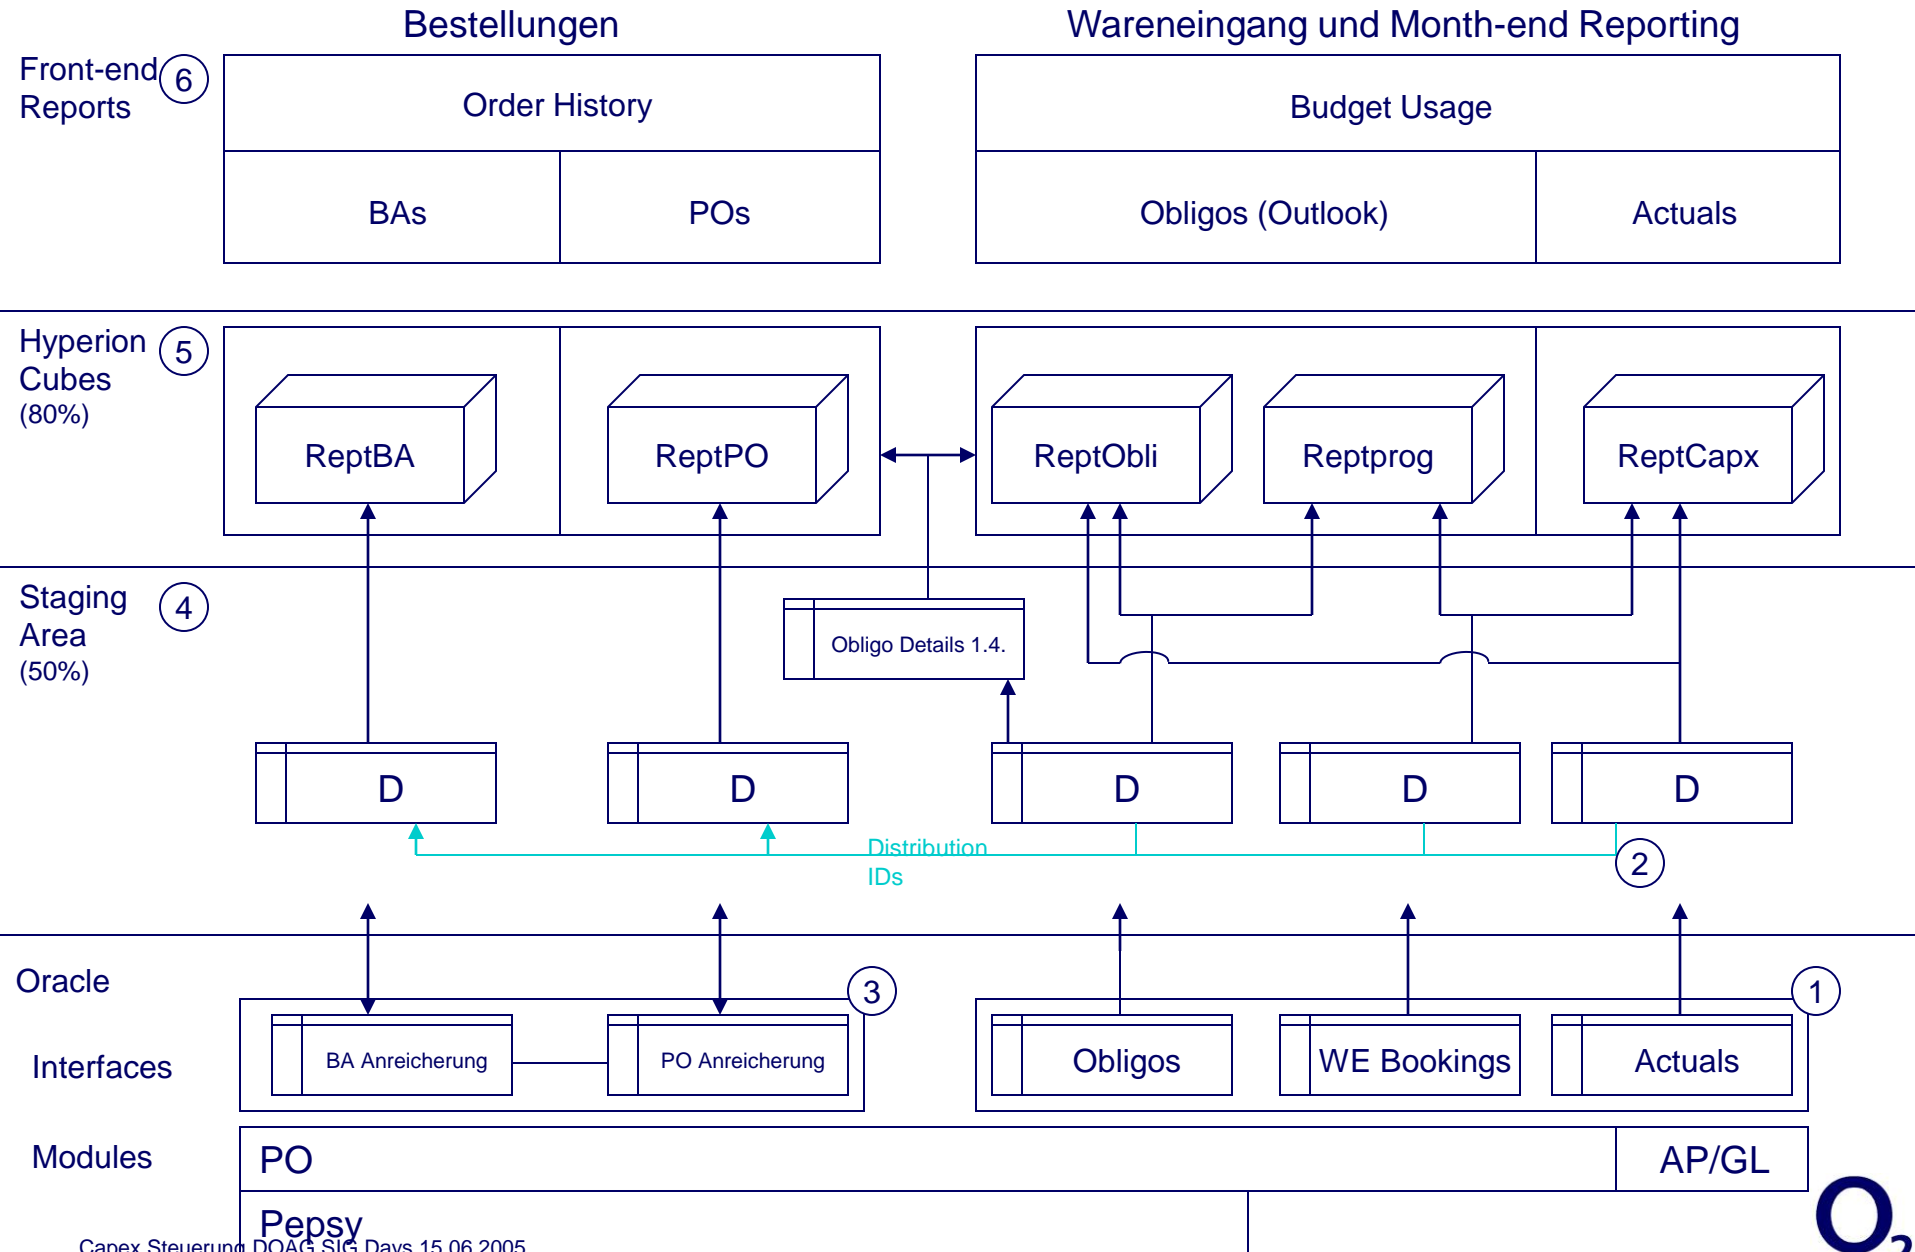 Bestellungen
Wareneingang und Month-end Reporting
Front-end
Reports
6
Order History
Budget Usage
BAs
POs
Obligos (Outlook)
Actuals
Hyperion
Cubes
(80%)
5
ReptBA
ReptPO
ReptObli
Reptprog
ReptCapx
Staging
Area
(50%)
4
Obligo Details 1.4.
D
D
D
D
D
Distribution
IDs
2
Oracle
3
1
Interfaces
BA Anreicherung
PO Anreicherung
Obligos
WE Bookings
Actuals
Modules
PO
AP/GL
Pepsy
Capex Steuerung DOAG SIG Days 15.06.2005
O2